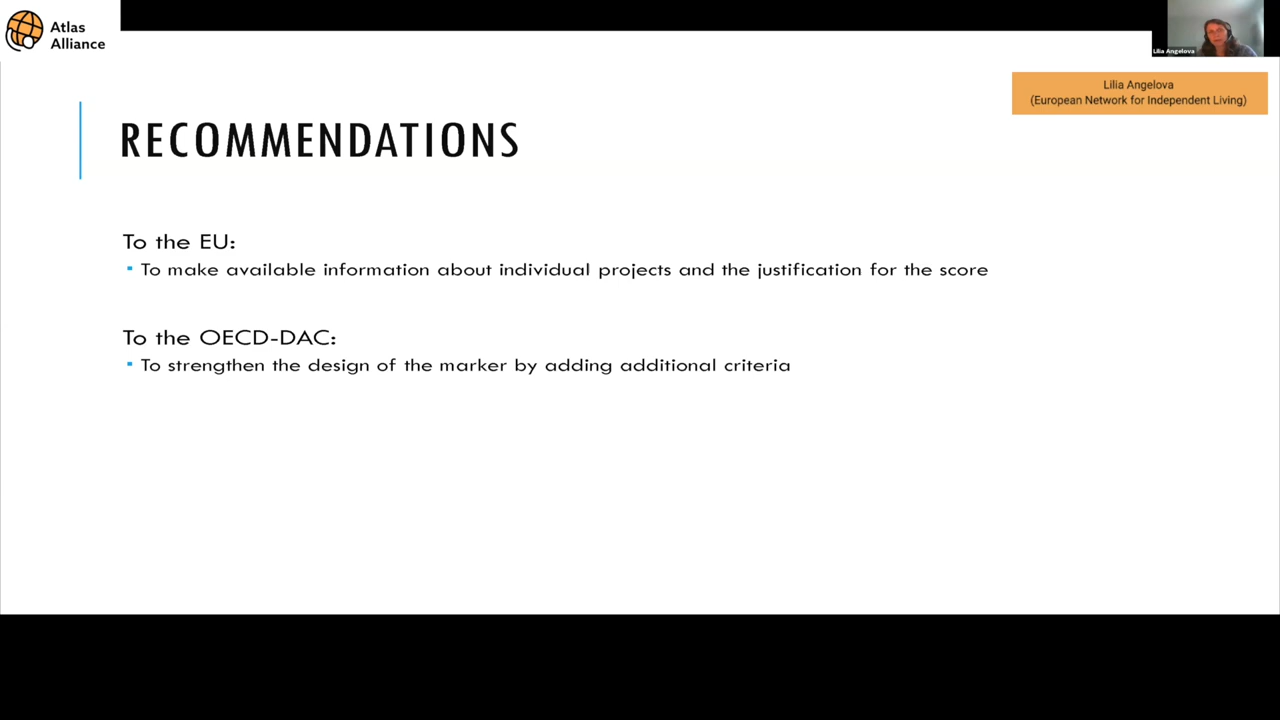 Atlas
Alliance
Lilia Angelova
Lilia Angelova
(European Network for Independent Living)
RECOMMENDATIONS
To the EU:
▪ To make available information about individual projects and the justification for the score
To the OECD-DAC:
▪ To strengthen the design of the marker by adding additional criteria